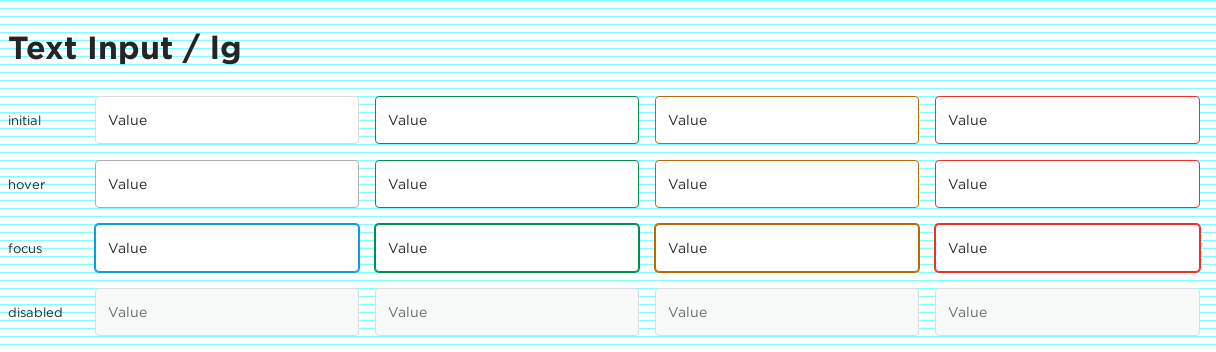 Text Input / lg
initial Value Value Value Value
hover Value Value Value Value
focus Value Value Value Value
disabled Value Value Value Value